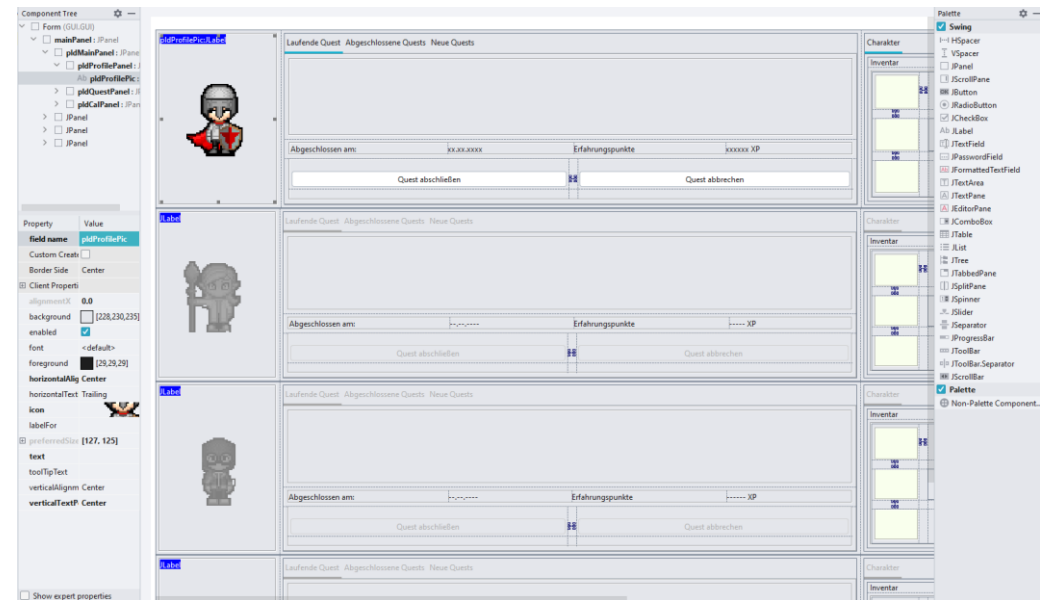 Component Tree
Form (GUI.GUI)
mainPanel : JPanel
pldMainPanel : JPane
pldProfilePanel : J
Ab pldProfilePic :
pldQuestPanel : JI
pldCalPanel : JPan
JPanel
JPanel
JPanel
Property Value
field name pldProfilePic
Custom Create
Border Side Center
Client Properti
alignmentX 0.0
background [228,230,235]
enabled
font <default>
foreground [29,29,29]
horizontalAlig Center
horizontalText Trailing
icon
labelFor
preferredSiz [127, 125]
text
toolTipText
verticalAlignm Center
verticalTextP Center
Show expert properties
pldProfilePic:JLabel
Laufende Quest Abgeschlossene Quests Neue Quests
Abgeschlossen am: xx.xx.xxxx Erfahrungspunkte xxxxxx XP
Quest abschließen Quest abbrechen
Charakter
Inventar
JLabel
Laufende Quest Abgeschlossene Quests Neue Quests
Abgeschlossen am: --.--.---- Erfahrungspunkte ----- XP
Quest abschließen Quest abbrechen
Charakter
Inventar
JLabel
Laufende Quest Abgeschlossene Quests Neue Quests
Abgeschlossen am: --.--.---- Erfahrungspunkte ------ XP
Quest abschließen Quest abbrechen
Charakter
Inventar
JLabel
Laufende Quest Abgeschlossene Quests Neue Quests
Charakter
Inventar
Palette
Swing
HSpacer
VSpacer
JPanel
JScrollPane
JButton
JRadioButton
JCheckBox
Ab JLabel
JTextField
JPasswordField
JFormattedTextField
JTextArea
JTextPane
JEditorPane
JComboBox
JTable
JList
JTree
JTabbedPane
JSplitPane
JSpinner
JSlider
JSeparator
JProgressBar
JToolBar
JToolBar.Separator
JScrollBar
Palette
Non-Palette Component...